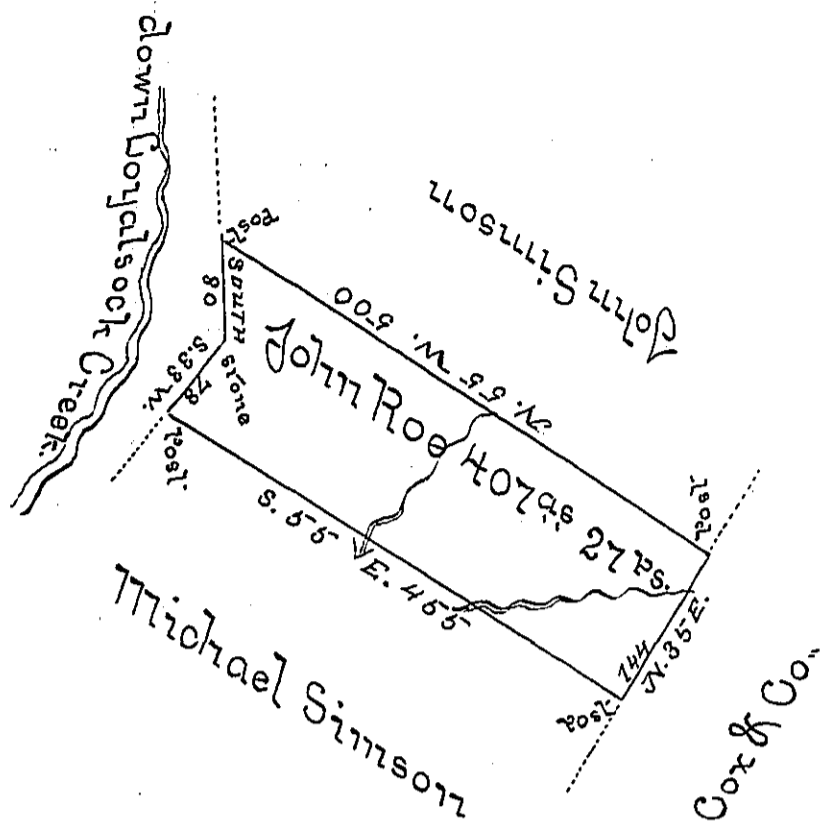 down Loyalsock Creek.
John Simson
Post
SOUTH
80
Stone
S. 33 W.
78
Post.
N. 55 W. 500
John Roe 407 as 27 ps.
Post.
S. 55 E. 455
144
N. 35 E.
Post.
Michael Simson
Cox & Co.,